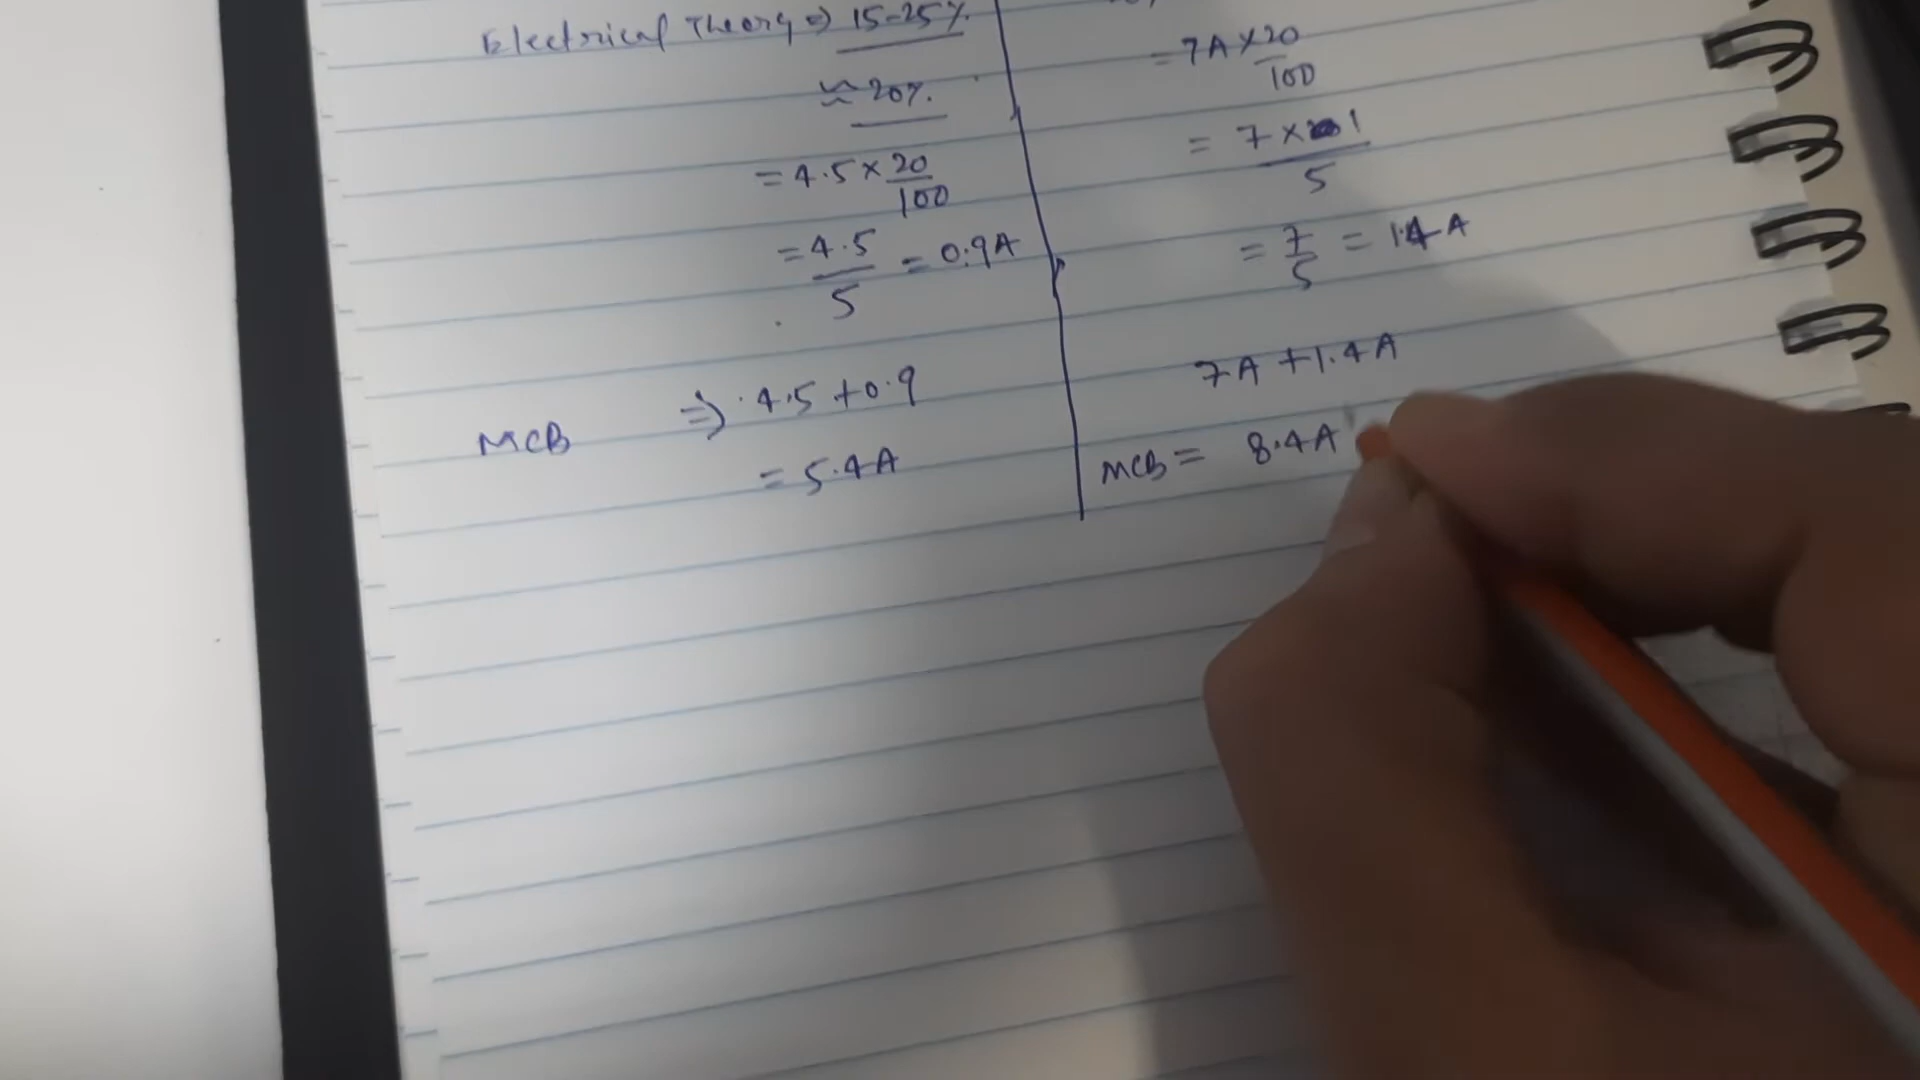 Electrical Theory ⇒ 15-25%.
≈ 20%.
= 4.5 × 20/100
= 4.5/5 = 0.9A
MCB ⇒ 4.5 + 0.9
= 5.4A
= 7A × 20/100
= 7 × 1/5
= 7/5 = 1.4A
7A + 1.4A
MCB = 8.4A